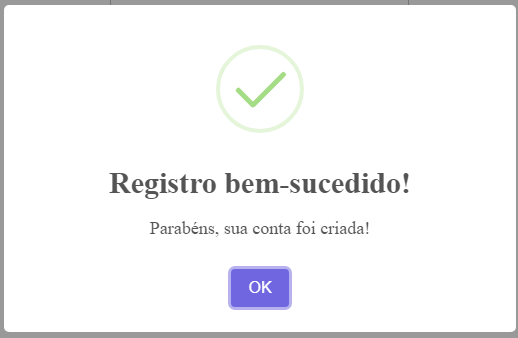 Registro bem-sucedido!
Parabéns, sua conta foi criada!
OK